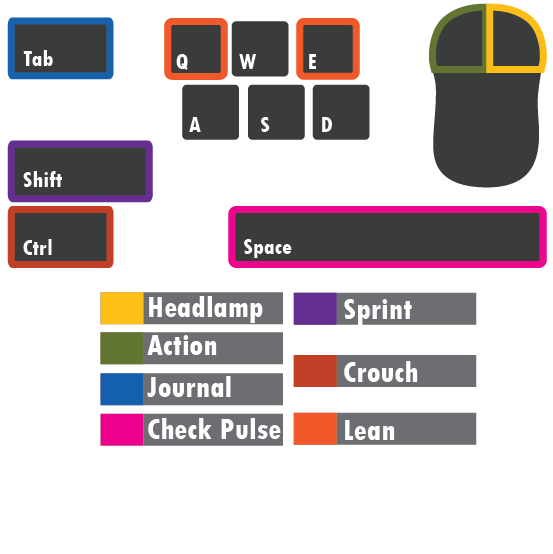 Tab
Q
W
E
A
S
D
Shift
Ctrl
Space
Headlamp
Sprint
Action
Crouch
Journal
Check Pulse
Lean